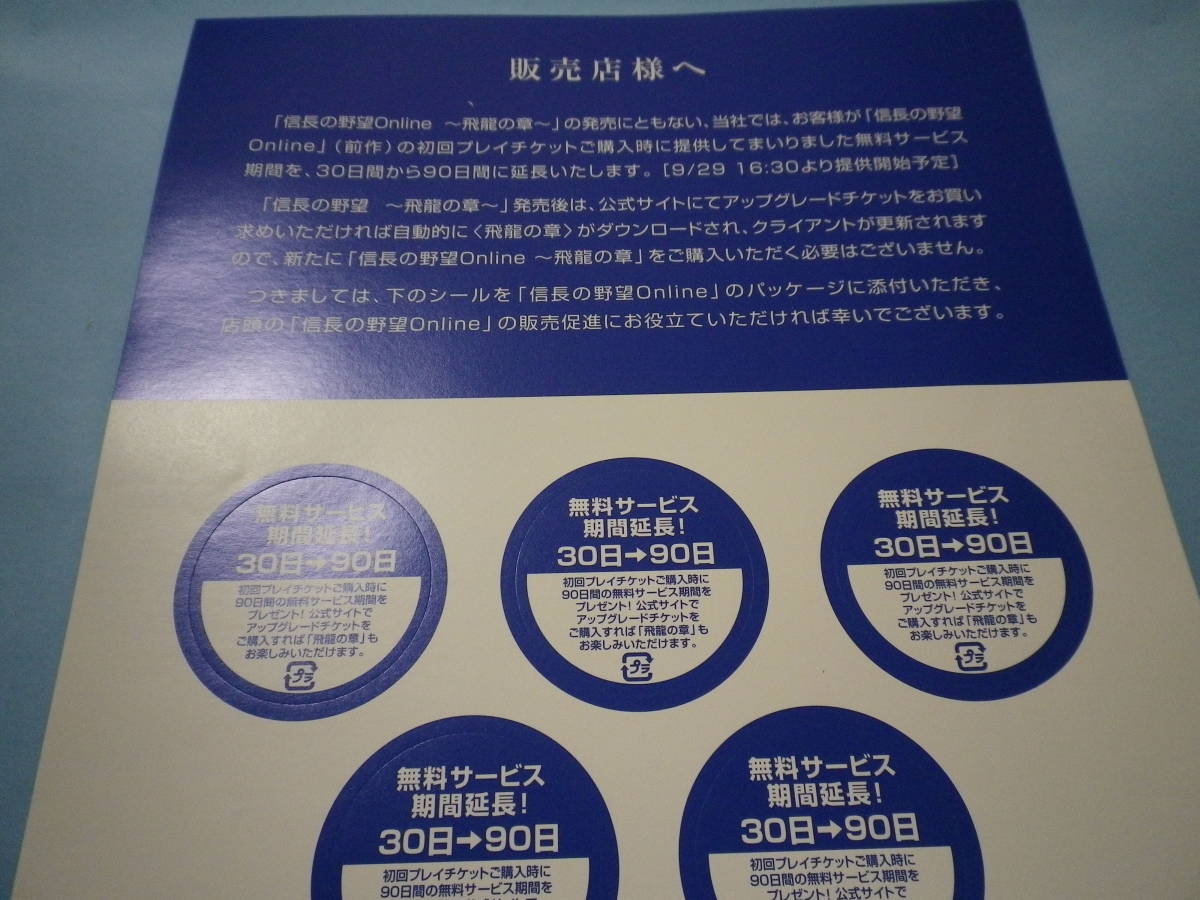 販売店様へ
「信長の野望Online ～飛龍の章～」の発売にともない、当社では、お客様が「信長の野望
Online」(前作)の初回プレイチケットご購入時に提供してまいりました無料サービス
期間を、30日間から90日間に延長いたします。[9/29 16:30より提供開始予定]
「信長の野望 ～飛龍の章～」発売後は、公式サイトにてアップグレードチケットをお買い
求めいただければ自動的に〈飛龍の章〉がダウンロードされ、クライアントが更新されます
ので、新たに「信長の野望Online ～飛龍の章」をご購入いただく必要はございません。
つきましては、下のシールを「信長の野望Online」のパッケージに添付いただき、
店頭の「信長の野望Online」の販売促進にお役立ていただければ幸いでございます。
無料サービス
期間延長!
30日→90日
初回プレイチケットご購入時に
90日間の無料サービス期間を
プレゼント!公式サイトで
アップグレードチケットを
ご購入すれば「飛龍の章」も
お楽しみいただけます。
プラ
無料サービス
期間延長!
30日→90日
初回プレイチケットご購入時に
90日間の無料サービス期間を
プレゼント!公式サイトで
アップグレードチケットを
ご購入すれば「飛龍の章」も
お楽しみいただけます。
プラ
無料サービス
期間延長!
30日→90日
初回プレイチケットご購入時に
90日間の無料サービス期間を
プレゼント!公式サイトで
アップグレードチケットを
ご購入すれば「飛龍の章」も
お楽しみいただけます。
プラ
無料サービス
期間延長!
30日→90日
初回プレイチケットご購入時に
90日間の無料サービス期間を
無料サービス
期間延長!
30日→90日
初回プレイチケットご購入時に
90日間の無料サービス期間を
プレゼント!公式サイトで